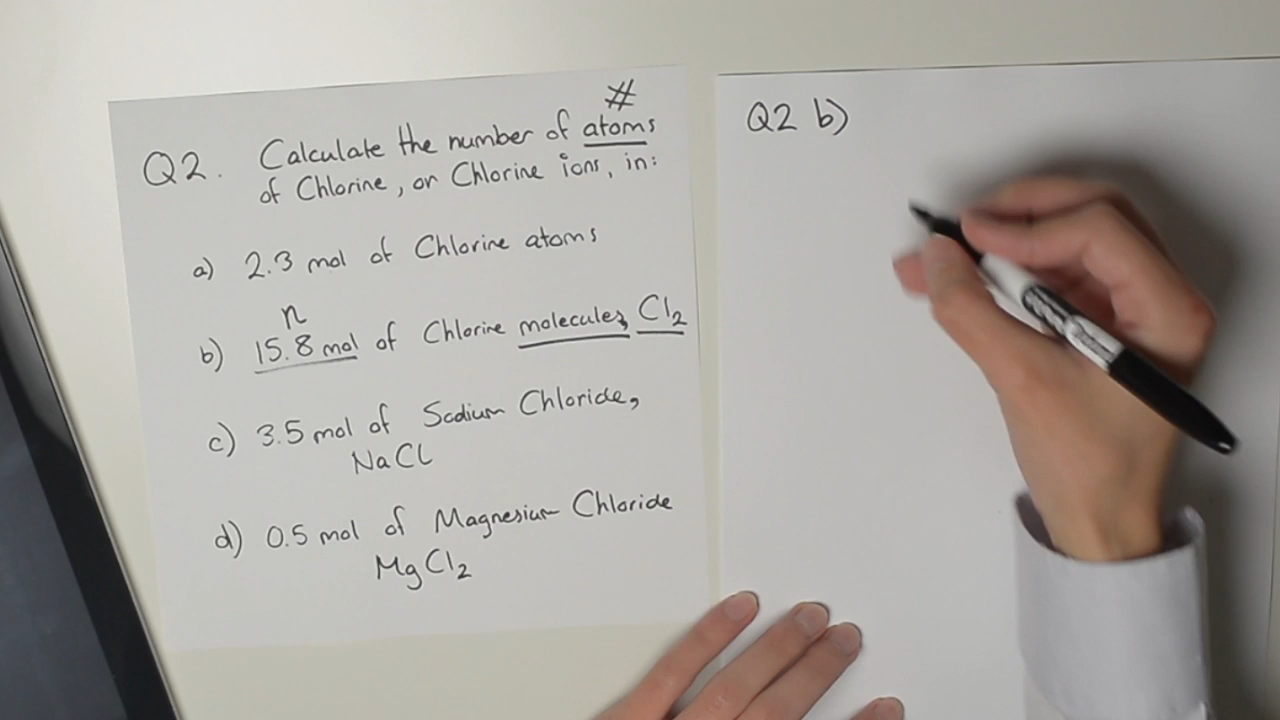 #
Q2. Calculate the number of atoms
of Chlorine, or Chlorine ions, in:
a) 2.3 mol of Chlorine atoms
n
b) 15.8 mol of Chlorine molecules, Cl2
c) 3.5 mol of Sodium Chloride,
NaCl
d) 0.5 mol of Magnesium Chloride
MgCl2
Q2 b)